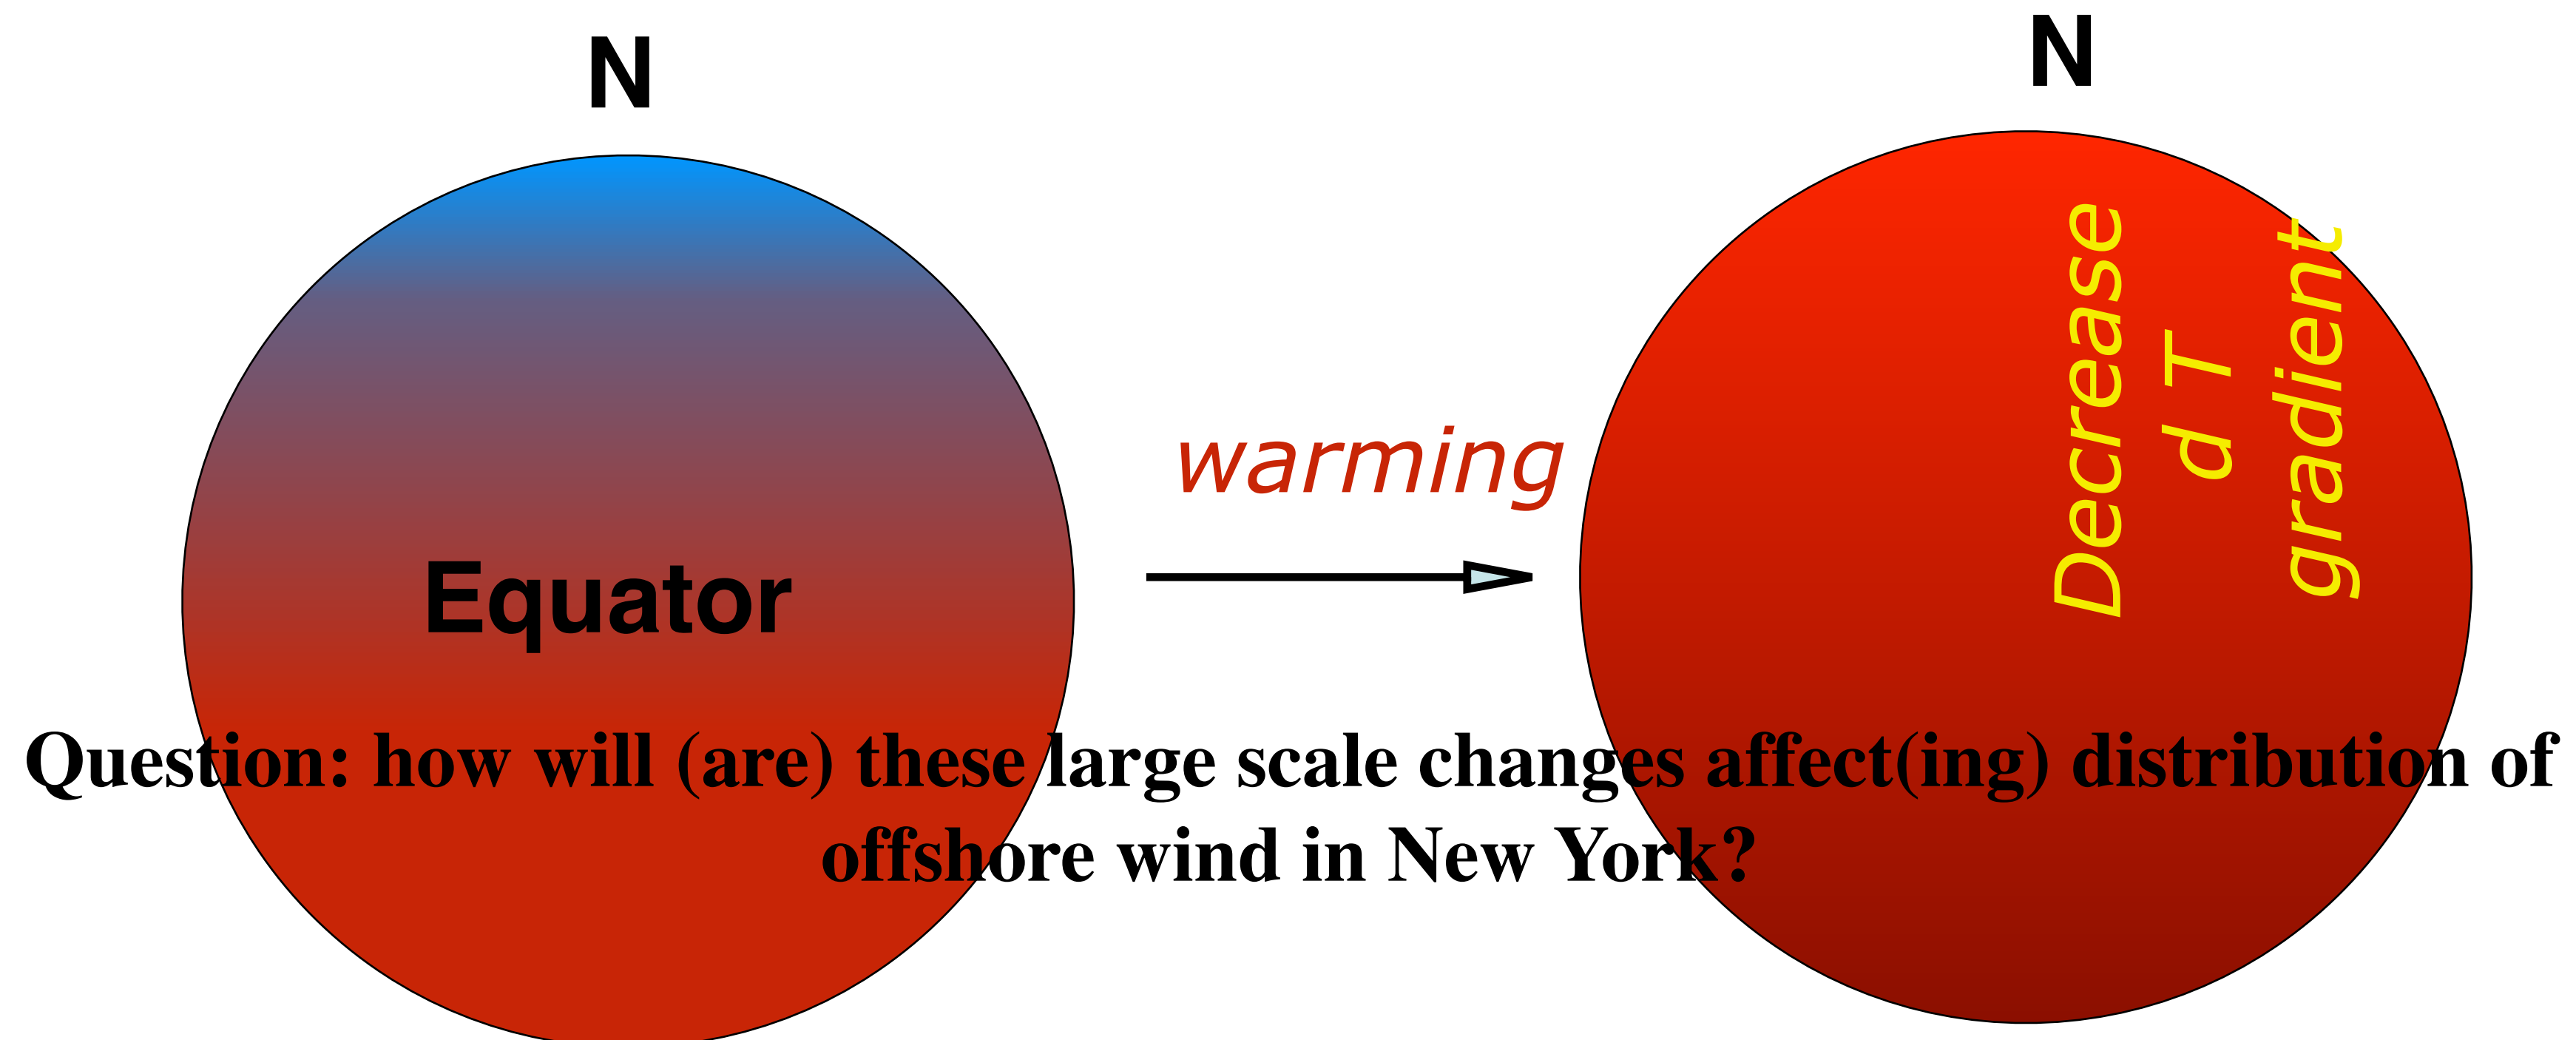 N
N
warming
Decrease
d T
gradient
Equator
Question: how will (are) these large scale changes affect(ing) distribution of
offshore wind in New York?